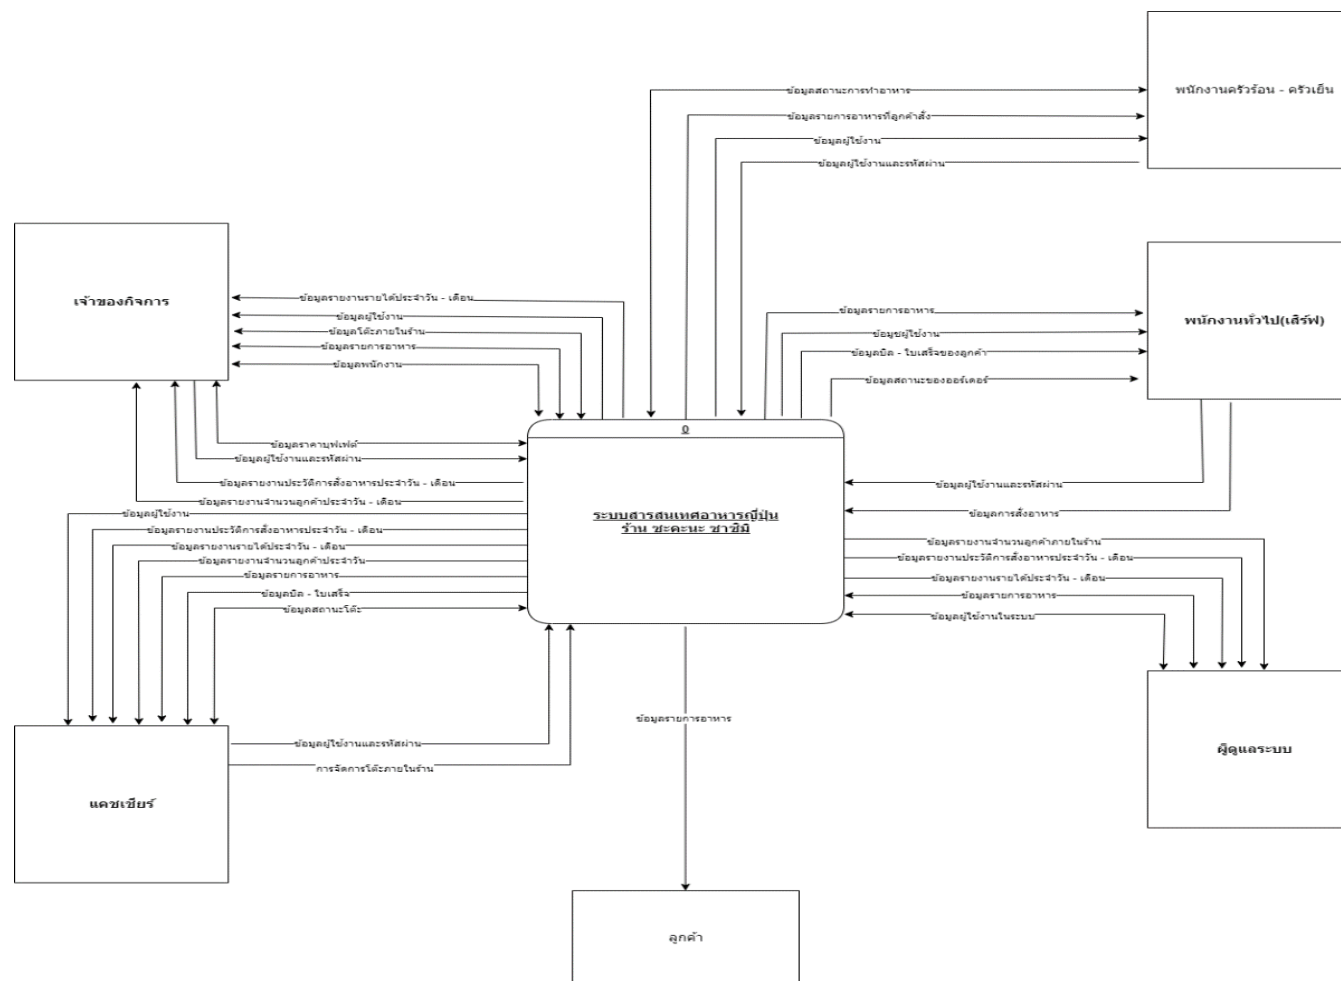 ข้อมูลสถานะการทำอาหาร
ข้อมูลรายการอาหารที่ลูกค้าสั่ง
ข้อมูลผู้ใช้งาน
ข้อมูลผู้ใช้งานและรหัสผ่าน
พนักงานครัวร้อน - ครัวเย็น
เจ้าของกิจการ
ข้อมูลรายงานรายได้ประจำวัน - เดือน
ข้อมูลผู้ใช้งาน
ข้อมูลโต๊ะภายในร้าน
ข้อมูลรายการอาหาร
ข้อมูลพนักงาน
ข้อมูลรายการอาหาร
ข้อมูชผู้ใช้งาน
ข้อมูลบิล - ใบเสร็จของลูกค้า
ข้อมูลสถานะของออร์เดอร์
พนักงานทั่วไป(เสิร์ฟ)
ข้อมูลราคาบุฟเฟต์
ข้อมูลผู้ใช้งานและรหัสผ่าน
ข้อมูลรายงานประวัติการสั่งอาหารประจำวัน - เดือน
ข้อมูลรายงานจำนวนลูกค้าประจำวัน - เดือน
ข้อมูลผู้ใช้งาน
ข้อมูลรายงานประวัติการสั่งอาหารประจำวัน - เดือน
ข้อมูลรายงานรายได้ประจำวัน - เดือน
ข้อมูลรายงานจำนวนลูกค้าประจำวัน
ข้อมูลรายการอาหาร
ข้อมูลบิล - ใบเสร็จ
ข้อมูลสถานะโต๊ะ
0
ระบบสารสนเทศอาหารญี่ปุ่น
ร้าน ซะคะนะ ซาซิมิ
ข้อมูลผู้ใช้งานและรหัสผ่าน
ข้อมูลการสั่งอาหาร
ข้อมูลรายงานจำนวนลูกค้าภายในร้าน
ข้อมูลรายงานประวัติการสั่งอาหารประจำวัน - เดือน
ข้อมูลรายงานรายได้ประจำวัน - เดือน
ข้อมูลรายการอาหาร
ข้อมูลผู้ใช้งานในระบบ
ข้อมูลรายการอาหาร
ข้อมูลผู้ใช้งานและรหัสผ่าน
การจัดการโต๊ะภายในร้าน
แคชเชียร์
ผู้ดูแลระบบ
ลูกค้า